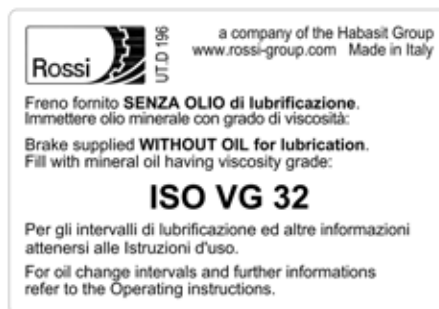 Rossi
UT.D 196
a company of the Habasit Group
www.rossi-group.com Made in Italy
Freno fornito SENZA OLIO di lubrificazione.
Immettere olio minerale con grado di viscosità:
Brake supplied WITHOUT OIL for lubrication.
Fill with mineral oil having viscosity grade:
ISO VG 32
Per gli intervalli di lubrificazione ed altre informazioni
attenersi alle Istruzioni d'uso.
For oil change intervals and further informations
refer to the Operating instructions.